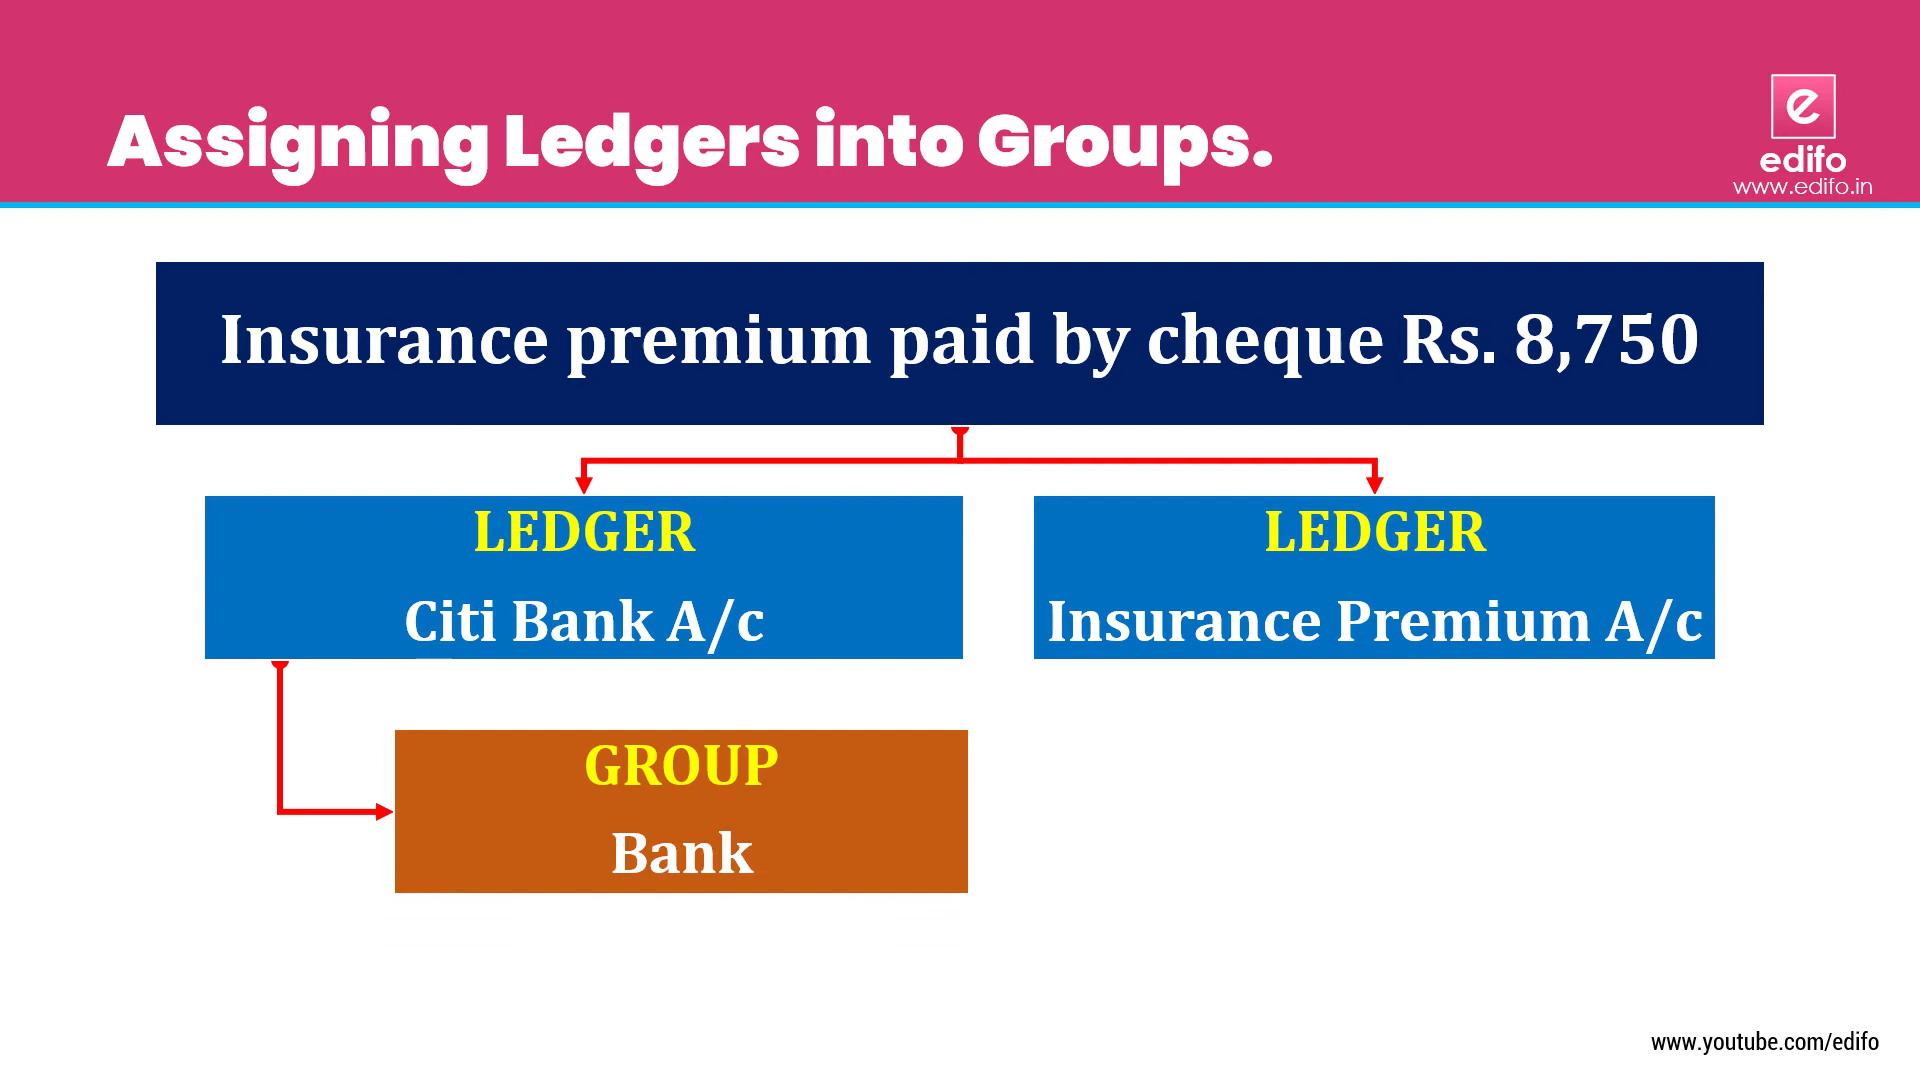 Assigning Ledgers into Groups.
e
edifo
www.edifo.in
Insurance premium paid by cheque Rs. 8,750
LEDGER
Citi Bank A/c
LEDGER
Insurance Premium A/c
GROUP
Bank
www.youtube.com/edifo